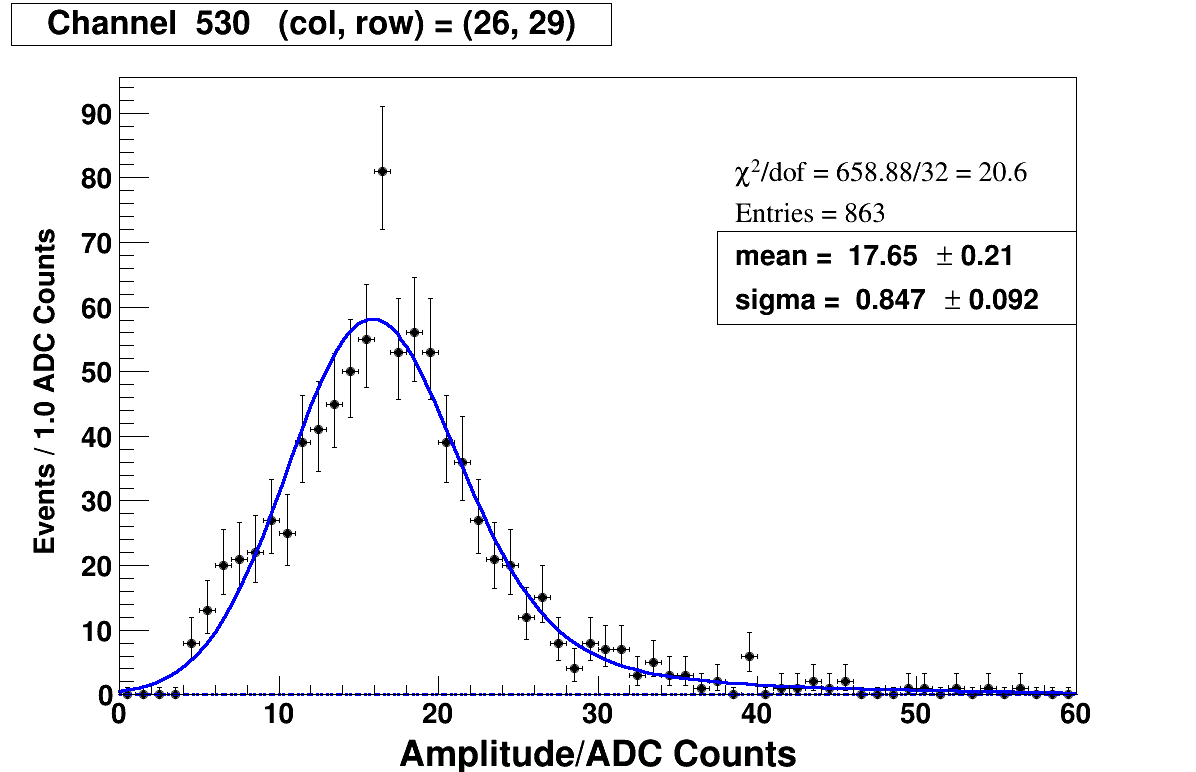 Channel 530 (col, row) = (26, 29)
χ²/dof = 658.88/32 = 20.6
Entries = 863
mean = 17.65 ± 0.21
sigma = 0.847 ± 0.092
Events / 1.0 ADC Counts
90
80
70
60
50
40
30
20
10
0
0 10 20 30 40 50 60
Amplitude/ADC Counts